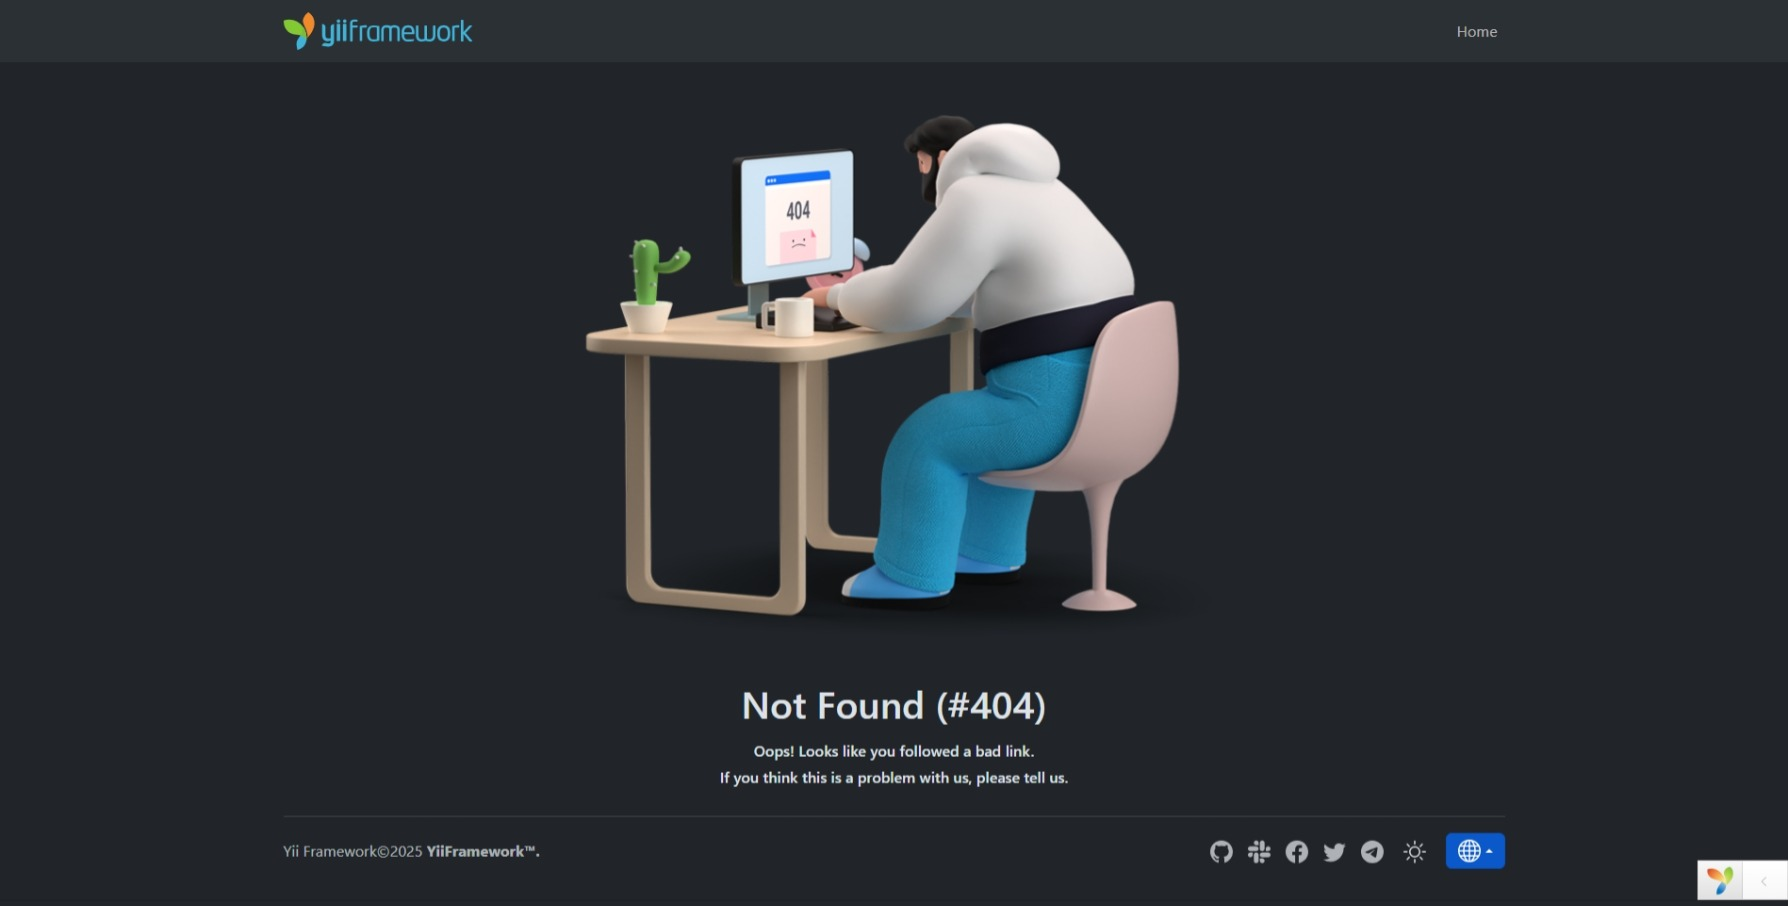 yiiframework
Home
404
Not Found (#404)
Oops! Looks like you followed a bad link.
If you think this is a problem with us, please tell us.
Yii Framework©2025 YiiFramework™.